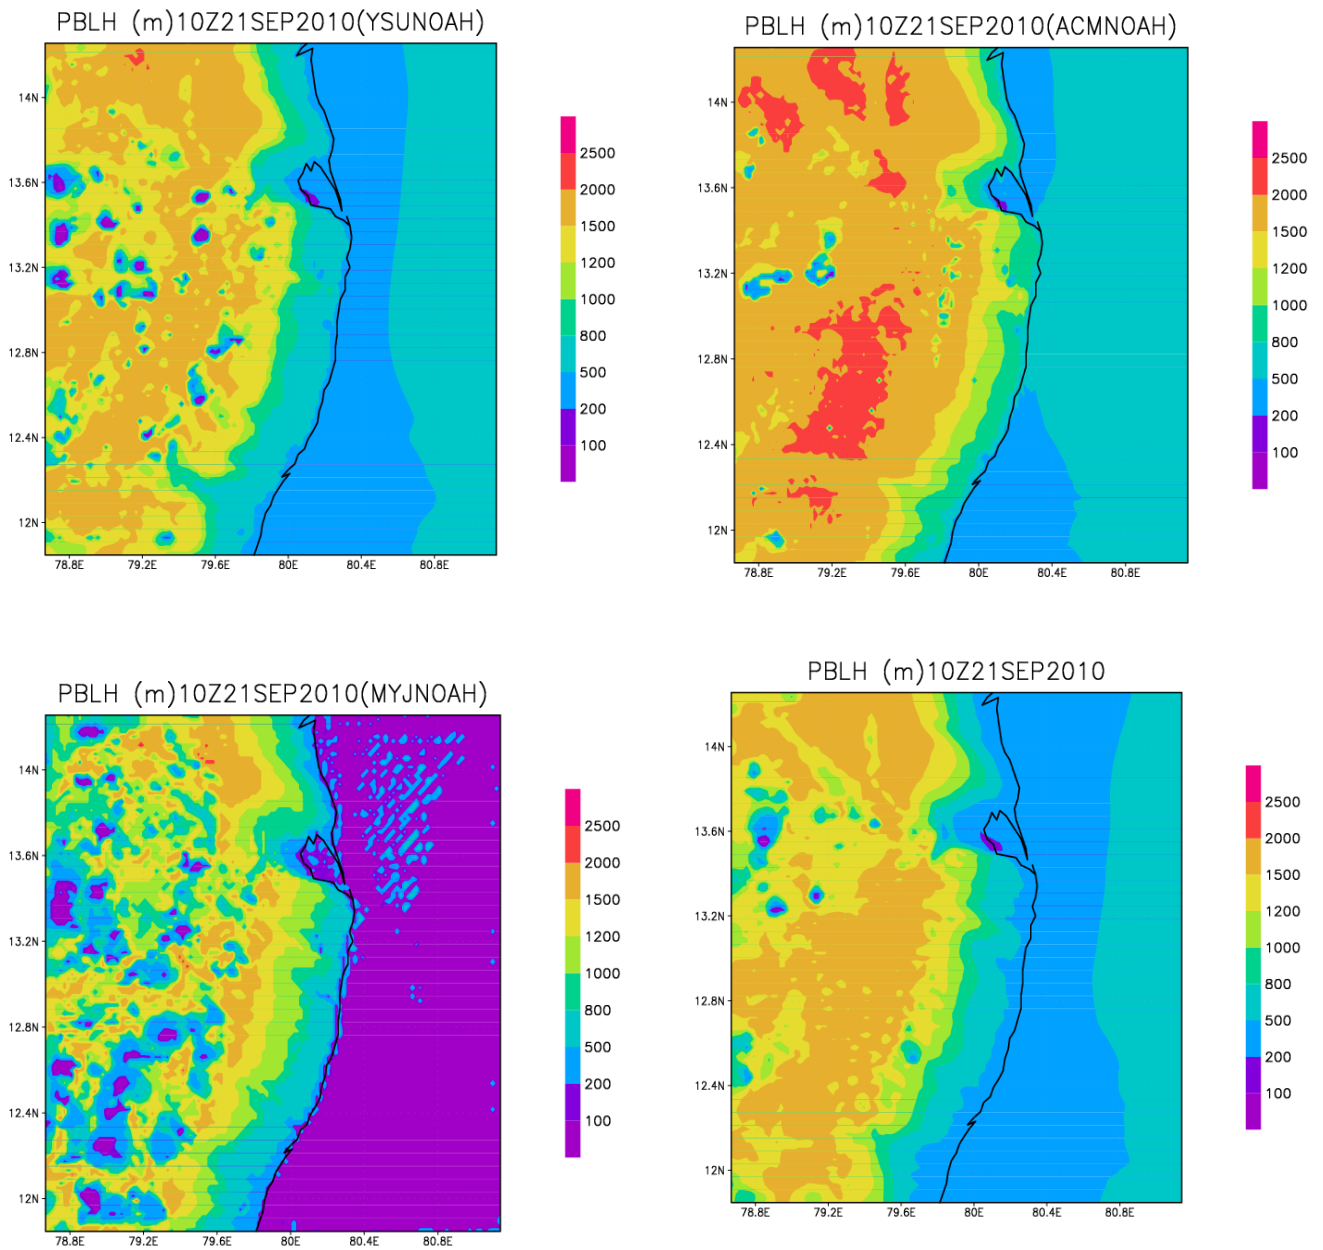 PBLH (m)10Z21SEP2010(YSUNOAH)
14N
13.6N
13.2N
12.8N
12.4N
12N
78.8E 79.2E 79.6E 80E 80.4E 80.8E
2500
2000
1500
1200
1000
800
500
200
100
PBLH (m)10Z21SEP2010(ACMNOAH)
14N
13.6N
13.2N
12.8N
12.4N
12N
78.8E 79.2E 79.6E 80E 80.4E 80.8E
2500
2000
1500
1200
1000
800
500
200
100
PBLH (m)10Z21SEP2010(MYJNOAH)
14N
13.6N
13.2N
12.8N
12.4N
12N
78.8E 79.2E 79.6E 80E 80.4E 80.8E
2500
2000
1500
1200
1000
800
500
200
100
PBLH (m)10Z21SEP2010
14N
13.6N
13.2N
12.8N
12.4N
12N
78.8E 79.2E 79.6E 80E 80.4E 80.8E
2500
2000
1500
1200
1000
800
500
200
100